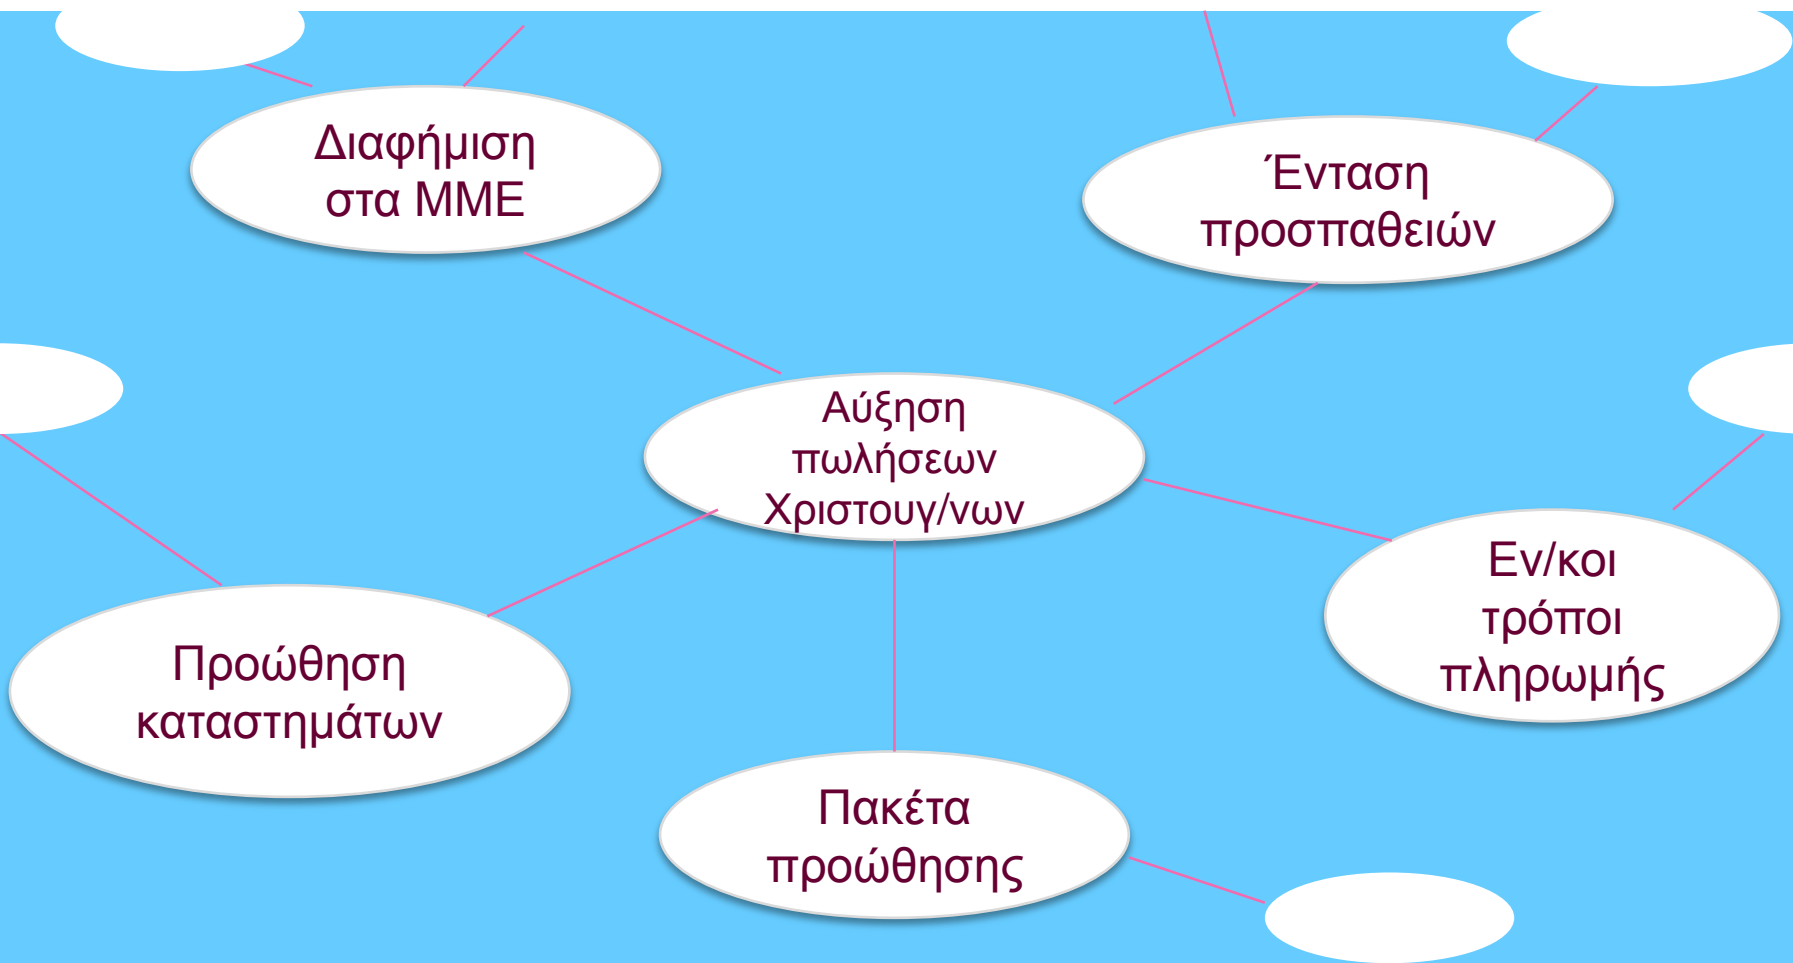 Διαφήμιση
στα ΜΜΕ
Ένταση
προσπαθειών
Αύξηση
πωλήσεων
Χριστουγ/νων
Εν/κοι
τρόποι
πληρωμής
Προώθηση
καταστημάτων
Πακέτα
προώθησης